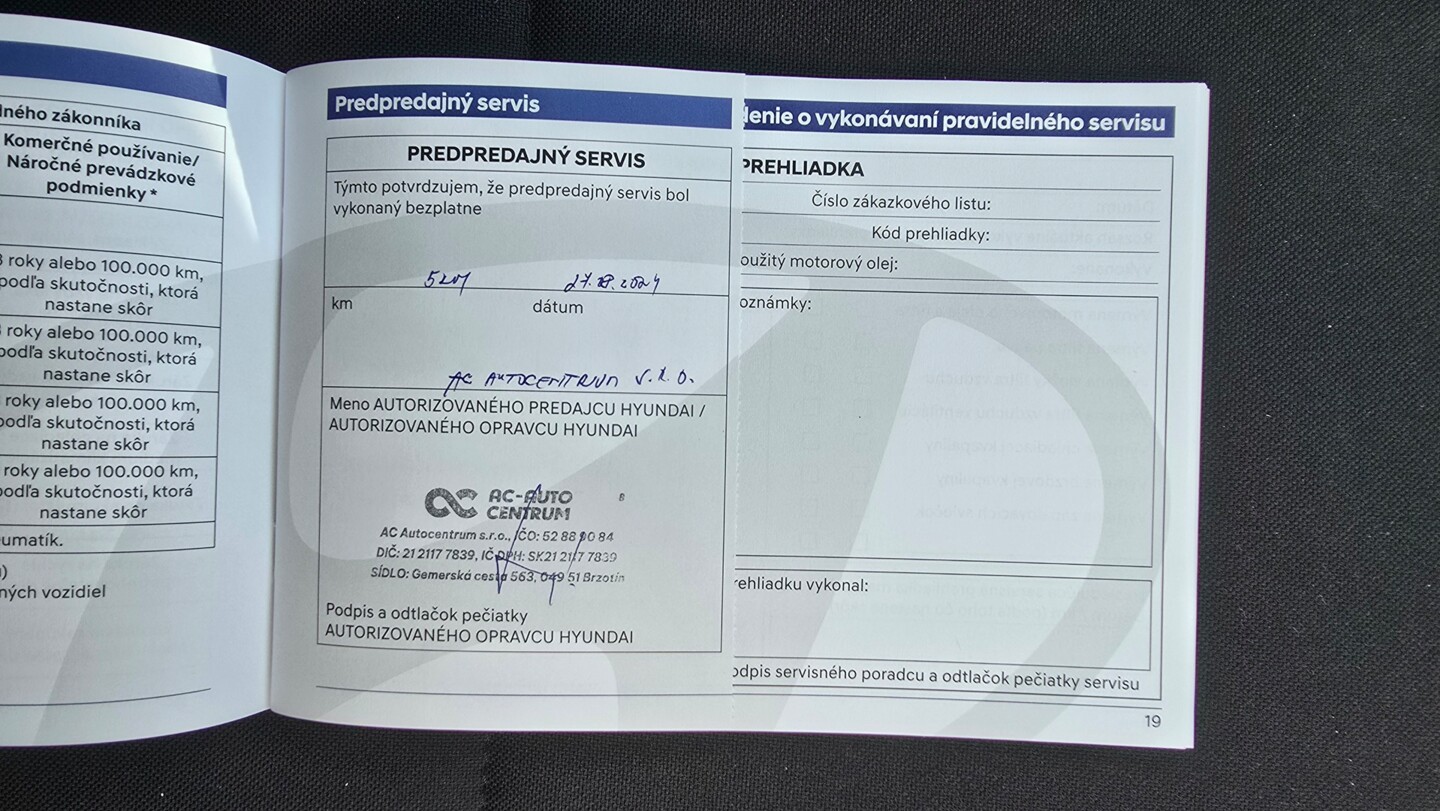 ného zákonníka
Komerčné používanie/
Náročné prevádzkové
podmienky *
roky alebo 100.000 km,
podľa skutočnosti, ktorá
nastane skôr
roky alebo 100.000 km,
podľa skutočnosti, ktorá
nastane skôr
roky alebo 100.000 km,
podľa skutočnosti, ktorá
nastane skôr
roky alebo 100.000 km,
podľa skutočnosti, ktorá
nastane skôr
umatík.
)
ných vozidiel
Predpredajný servis
PREDPREDAJNÝ SERVIS
Týmto potvrdzujem, že predpredajný servis bol
vykonaný bezplatne
km dátum
AC AUTOCENTRUM s.r.o.
Meno AUTORIZOVANÉHO PREDAJCU HYUNDAI /
AUTORIZOVANÉHO OPRAVCU HYUNDAI
AC-AUTO 8
CENTRUM
AC Autocentrum s.r.o., IČO: 52 88 90 84
DIČ: 21 2117 7839, IČ DPH: SK21 2117 7839
SÍDLO: Gemerská cesta 563, 049 51 Brzotín
Podpis a odtlačok pečiatky
AUTORIZOVANÉHO OPRAVCU HYUNDAI
denie o vykonávaní pravidelného servisu
PREHLIADKA
Číslo zákazkového listu:
Kód prehliadky:
oužitý motorový olej:
oznámky:
rehliadku vykonal:
odpis servisného poradcu a odtlačok pečiatky servisu
19